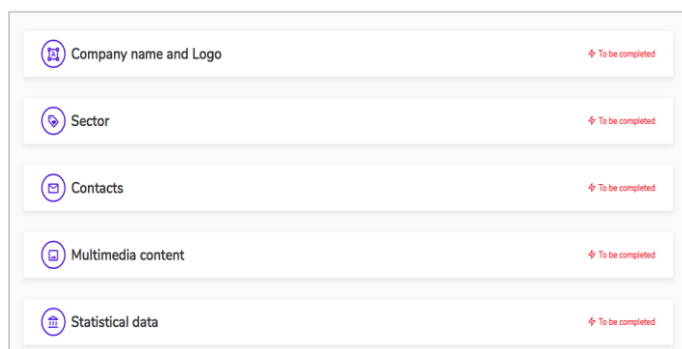 Company name and Logo
To be completed
Sector
To be completed
Contacts
To be completed
Multimedia content
To be completed
Statistical data
To be completed